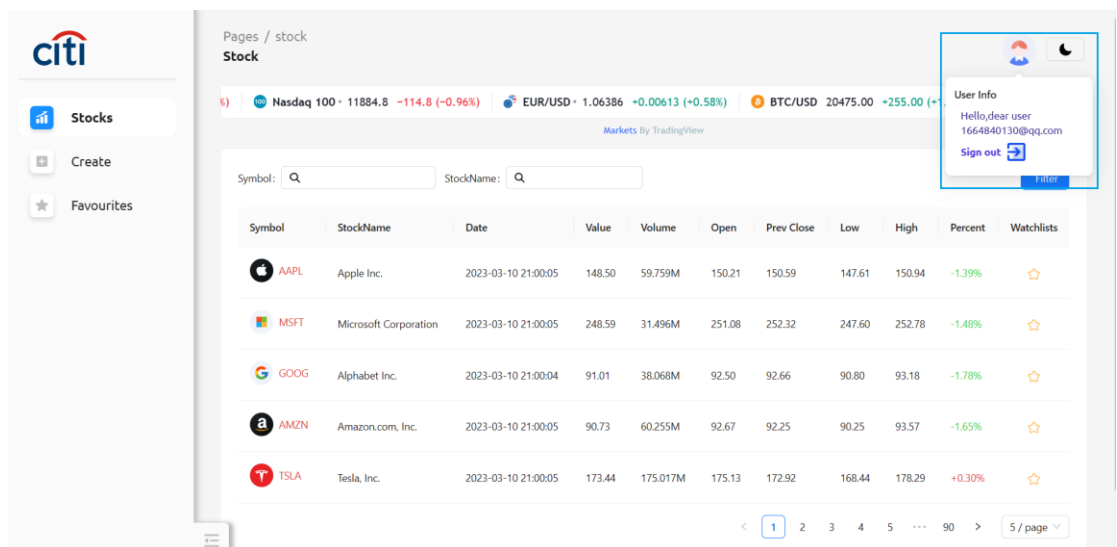 citi
Pages / stock
Stock
Stocks
Create
Favourites
%) 100 Nasdaq 100 • 11884.8 −114.8 (−0.96%) EUR/USD • 1.06386 +0.00613 (+0.58%) BTC/USD 20475.00 +255.00 (+
Markets By TradingView
User Info
Hello,dear user
1664840130@qq.com
Sign out
Symbol: StockName: Filter
Symbol StockName Date Value Volume Open Prev Close Low High Percent Watchlists
AAPL Apple Inc. 2023-03-10 21:00:05 148.50 59.759M 150.21 150.59 147.61 150.94 -1.39%
MSFT Microsoft Corporation 2023-03-10 21:00:05 248.59 31.496M 251.08 252.32 247.60 252.78 -1.48%
G GOOG Alphabet Inc. 2023-03-10 21:00:04 91.01 38.068M 92.50 92.66 90.80 93.18 -1.78%
a AMZN Amazon.com, Inc. 2023-03-10 21:00:05 90.73 60.255M 92.67 92.25 90.25 93.57 -1.65%
TSLA Tesla, Inc. 2023-03-10 21:00:05 173.44 175.017M 175.13 172.92 168.44 178.29 +0.30%
< 1 2 3 4 5 ••• 90 > 5 / page